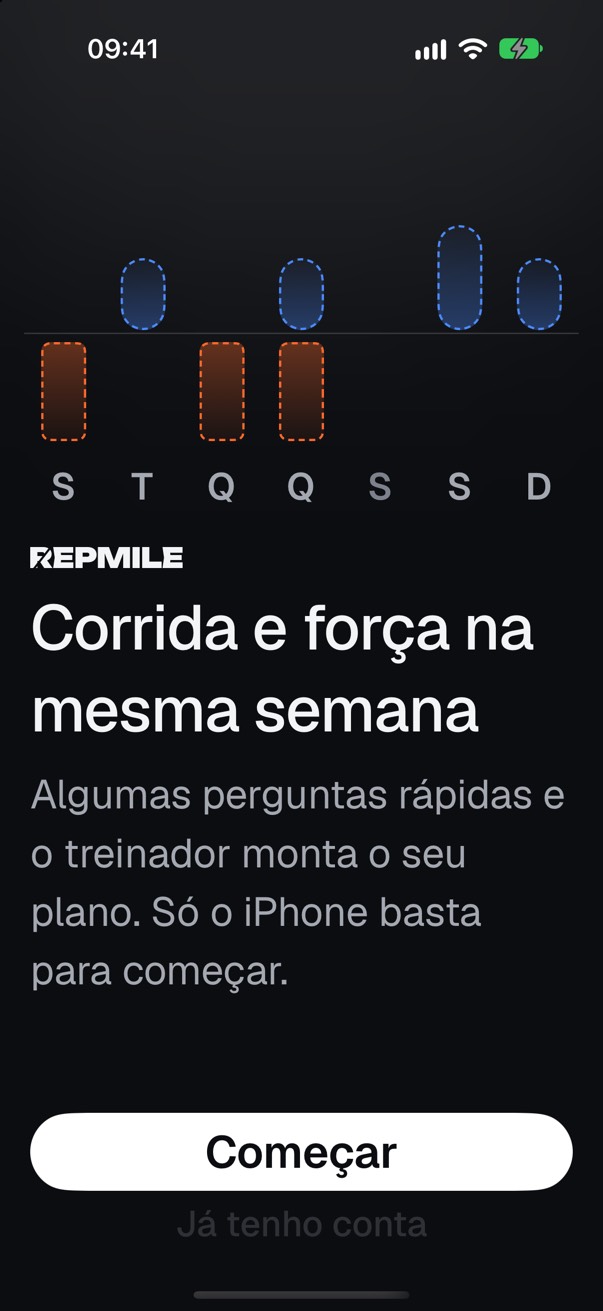 09:41
S T Q Q S S D
REPMILE
Corrida e força na
mesma semana
Algumas perguntas rápidas e
o treinador monta o seu
plano. Só o iPhone basta
para começar.
Começar
Já tenho conta